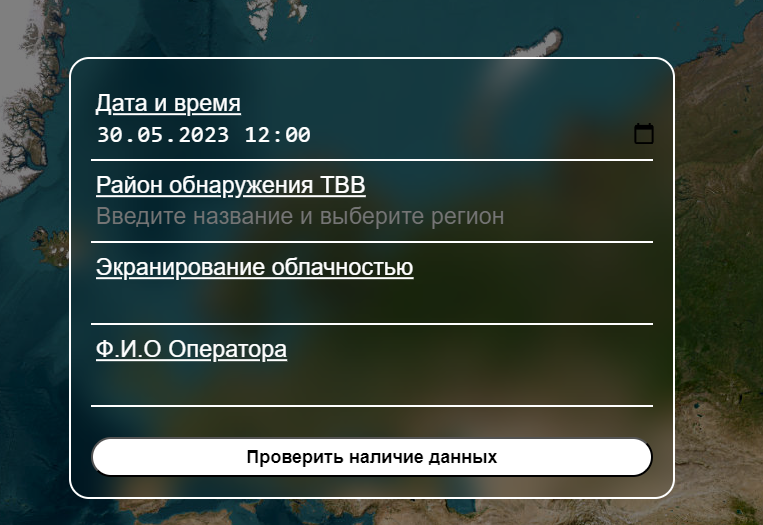 Дата и время
30.05.2023 12:00
Район обнаружения ТВВ
Введите название и выберите регион
Экранирование облачностью
Ф.И.О Оператора
Проверить наличие данных